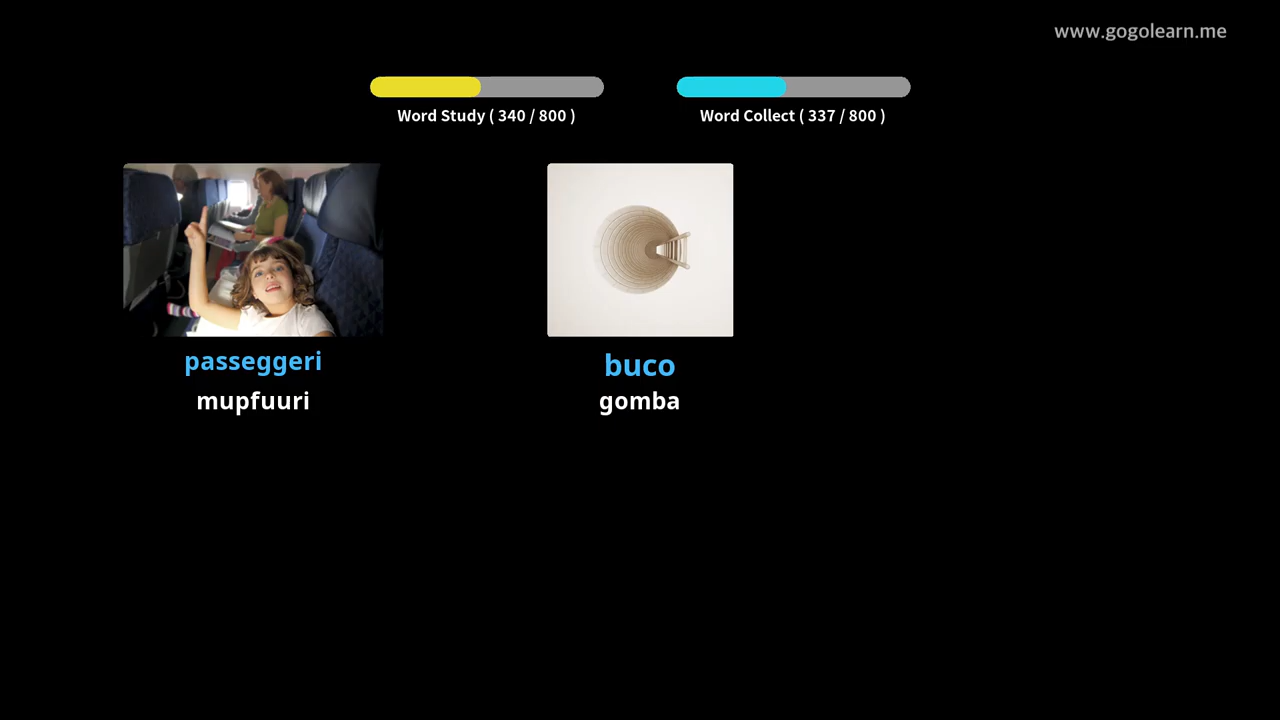 www.gogolearn.me
Word Study ( 340 / 800 )
Word Collect ( 337 / 800 )
passeggeri
mupfuuri
buco
gomba